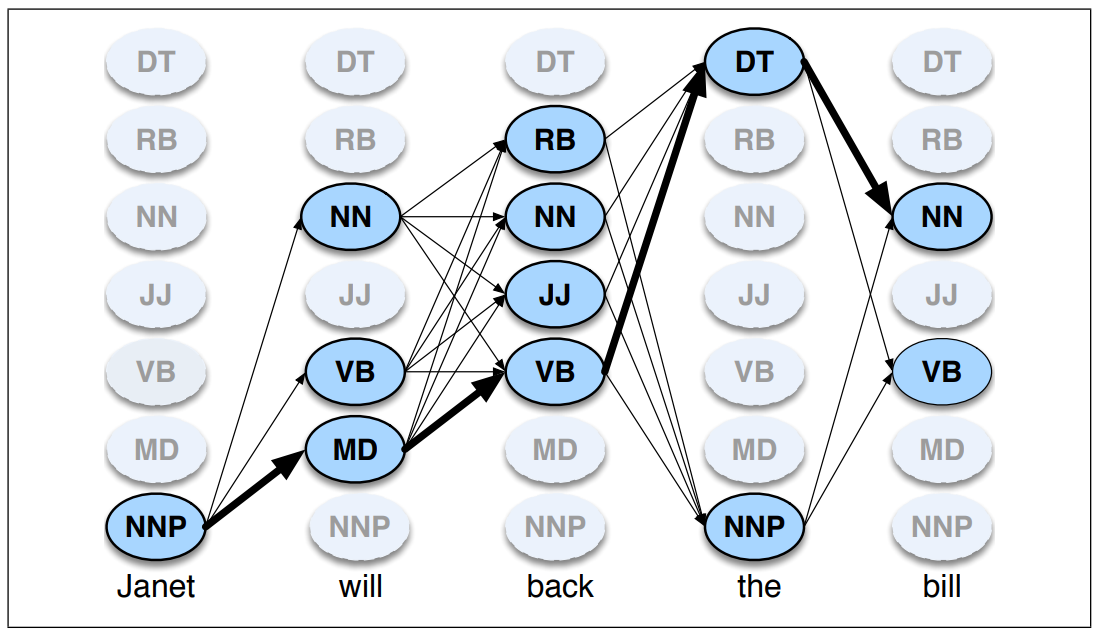 DT DT DT DT DT
RB RB RB RB RB
NN NN NN NN NN
JJ JJ JJ JJ JJ
VB VB VB VB VB
MD MD MD MD MD
NNP NNP NNP NNP NNP
Janet will back the bill